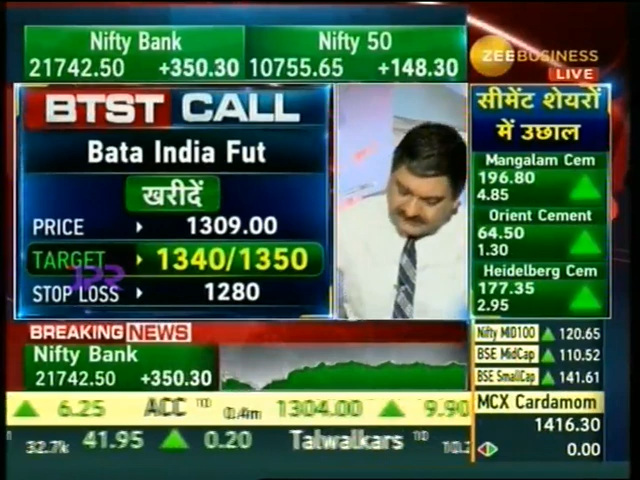 Nifty Bank
21742.50 +350.30
Nifty 50
10755.65 +148.30
ZEE BUSINESS
LIVE
BTST CALL
Bata India Fut
खरीदें
PRICE 1309.00
TARGET 1340/1350
STOP LOSS 1280
सीमेंट शेयरों
में उछाल
Mangalam Cem
196.80
4.85
Orient Cement
64.50
1.30
Heidelberg Cem
177.35
2.95
BREAKING NEWS
Nifty Bank
21742.50 +350.30
Nifty MID100 120.65
BSE MidCap 110.52
BSE SmallCap 141.61
MCX Cardamom
1416.30
0.00
6.25 ACC TD 0.4m 1304.00 9.90
32.7k 41.95 0.20 Talwalkars TD 10.2